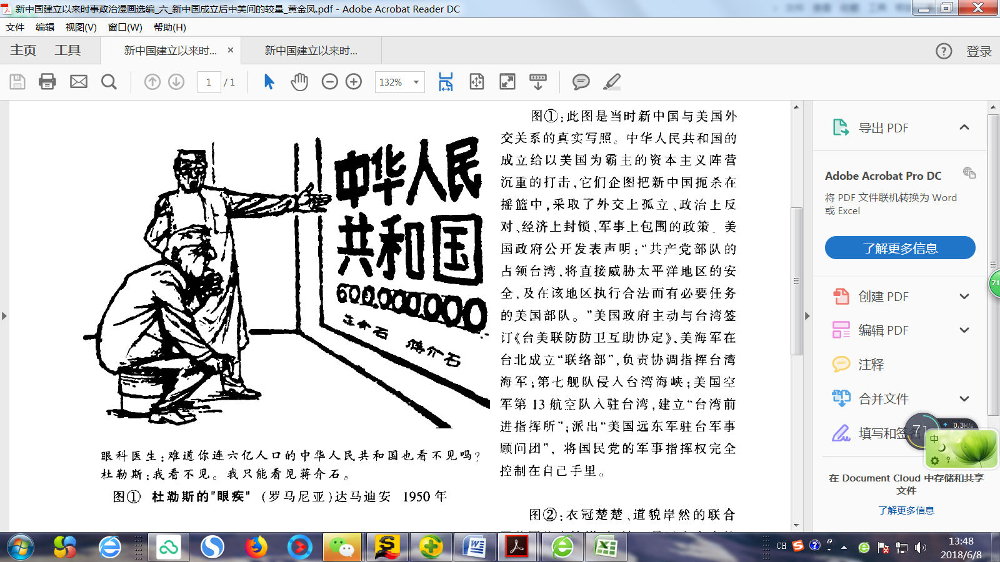 新中国建立以来时事政治漫画选编_六_新中国成立后中美间的较量_黄金凤.pdf - Adobe Acrobat Reader DC
文件 编辑 视图(V) 窗口(W) 帮助(H)
主页 工具 新中国建立以来时... × 新中国建立以来时... ? 登录
1 / 1 132%
中华人民
共和国
600.000000
蒋介石
眼科医生:难道你连六亿人口的中华人民共和国也看不见吗?
杜勒斯:我看不见。我只能看见蒋介石。
图① 杜勒斯的"眼疾" (罗马尼亚)达马迪安 1950 年
图①:此图是当时新中国与美国外
交关系的真实写照。中华人民共和国的
成立给以美国为霸主的资本主义阵营
沉重的打击,它们企图把新中国扼杀在
摇篮中,采取了外交上孤立、政治上反
对、经济上封锁、军事上包围的政策. 美
国政府公开发表声明:“共产党部队的
占领台湾,将直接威胁太平洋地区的安
全,及在该地区执行合法而有必要任务
的美国部队。”美国政府主动与台湾签
订《台美联防防卫互助协定》,美海军在
台北成立“联络部”,负责协调指挥台湾
海军;第七舰队侵入台湾海峡;美国空
军第 13 航空队入驻台湾,建立“台湾前
进指挥所”;派出“美国远东军驻台军事
顾问团”, 将国民党的军事指挥权完全
控制在自己手里。
图②:衣冠楚楚、道貌岸然的联合
导出 PDF
Adobe Acrobat Pro DC
将 PDF 文件联机转换为 Word
或 Excel
了解更多信息
创建 PDF
编辑 PDF
注释
合并文件
填写和签名
在 Document Cloud 中存储和共享
文件
了解更多信息
71
71
0.3K/s
中
CH
13:48
2018/6/8